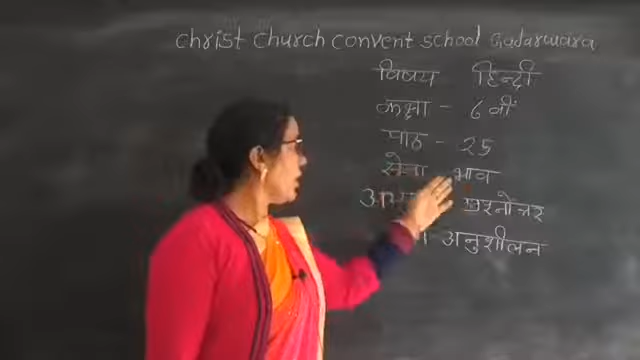 christ church convent school Gadarwara
विषय हिन्दी
कक्षा - 6 वीं
पाठ - 25
सेवा भाव
प्रश्नोत्तर
अनुशीलन